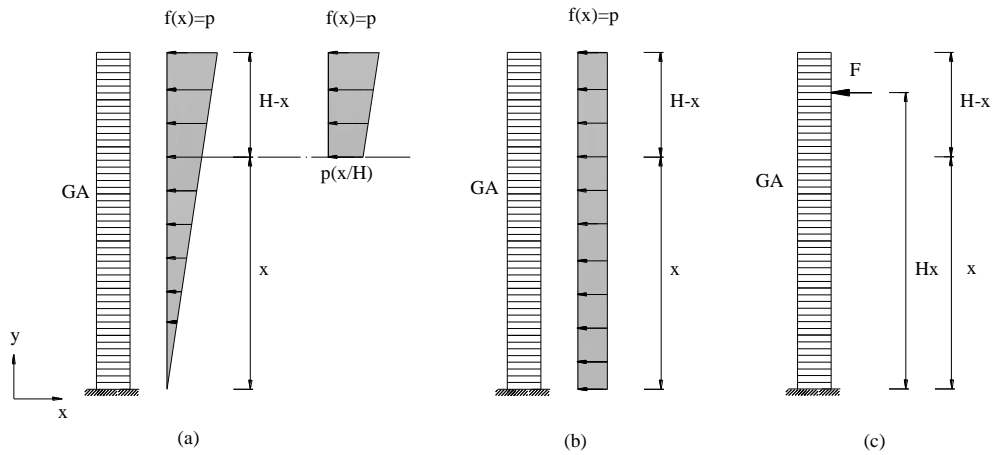 f(x)=p
f(x)=p
H-x
p(x/H)
GA
x
y
x
(a)
f(x)=p
H-x
GA
x
(b)
F
H-x
GA
Hx
x
(c)